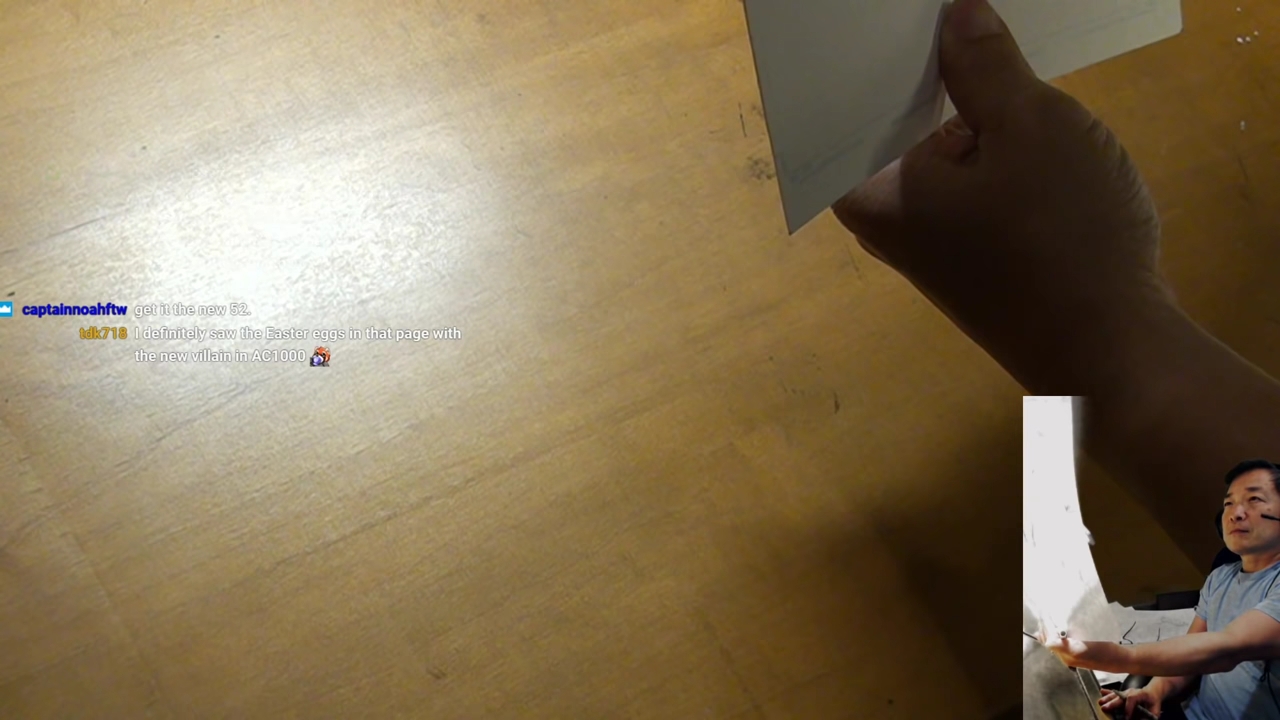 captainnoahftw get it the new 52.
tdk718 I definitely saw the Easter eggs in that page with
the new villain in AC1000